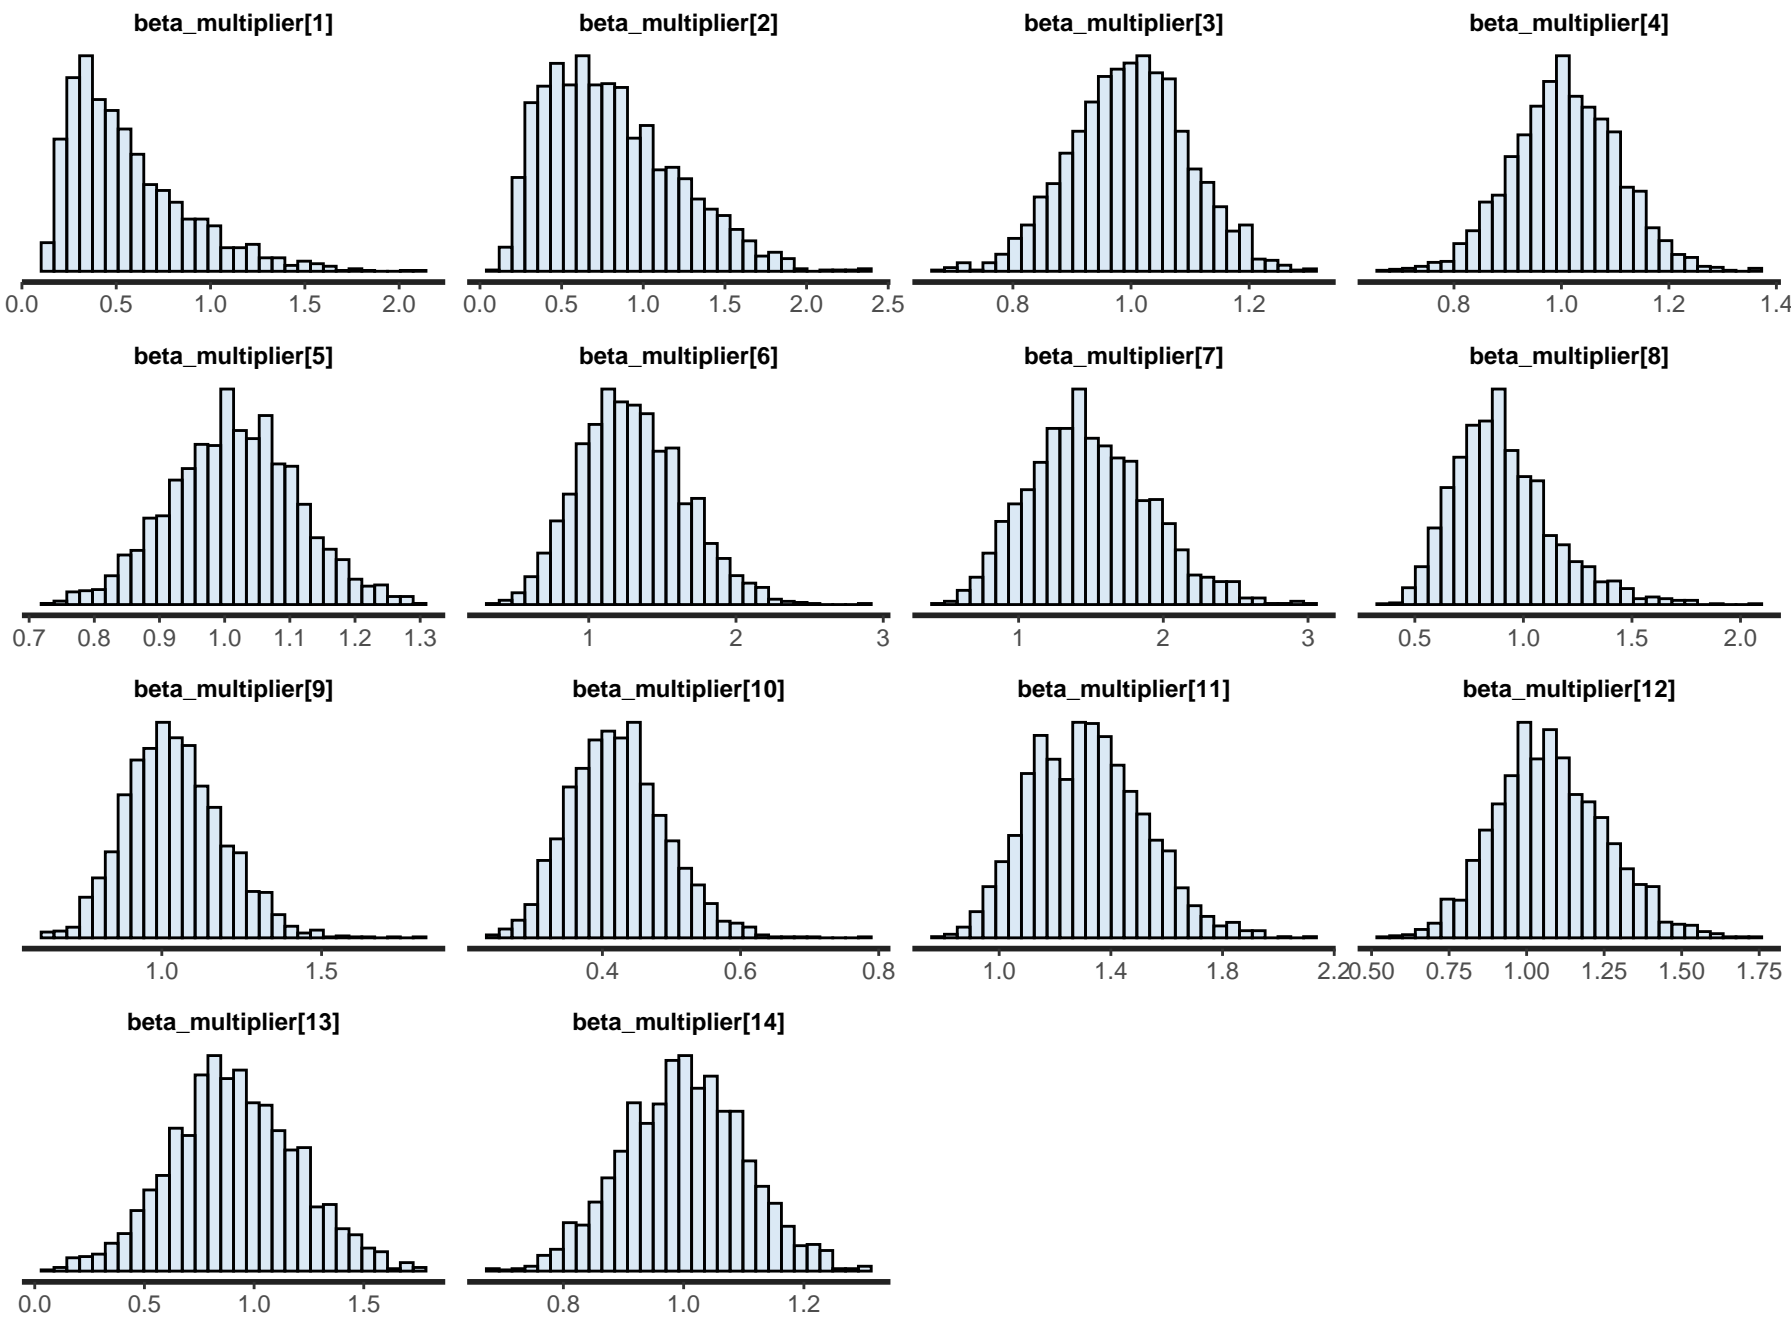 beta_multiplier[1] beta_multiplier[2] beta_multiplier[3] beta_multiplier[4]
0.0 0.5 1.0 1.5 2.0 0.0 0.5 1.0 1.5 2.0 2.5 0.8 1.0 1.2 0.8 1.0 1.2 1.4
beta_multiplier[5] beta_multiplier[6] beta_multiplier[7] beta_multiplier[8]
0.7 0.8 0.9 1.0 1.1 1.2 1.3 1 2 3 1 2 3 0.5 1.0 1.5 2.0
beta_multiplier[9] beta_multiplier[10] beta_multiplier[11] beta_multiplier[12]
1.0 1.5 0.4 0.6 0.8 1.0 1.4 1.8 2.2 0.50 0.75 1.00 1.25 1.50 1.75
beta_multiplier[13] beta_multiplier[14]
0.0 0.5 1.0 1.5 0.8 1.0 1.2